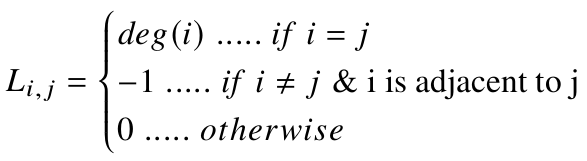 deg(i) ..... if i = j
L_{i,j} = { −1 ..... if i ≠ j & i is adjacent to j
0 ..... otherwise